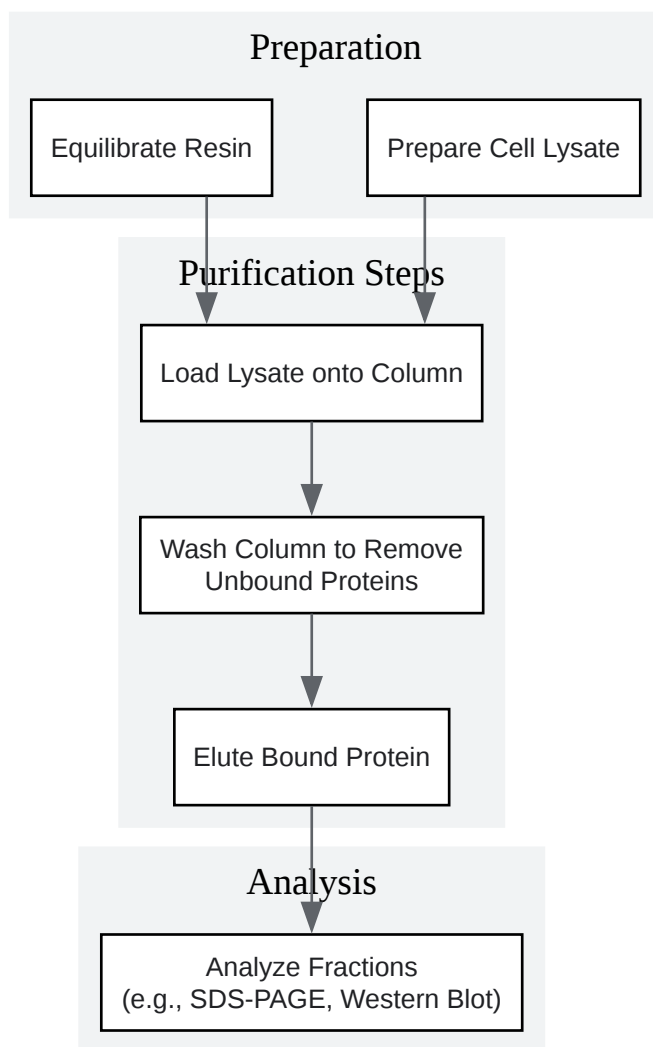 Preparation
Equilibrate Resin
Prepare Cell Lysate
Purification Steps
Load Lysate onto Column
Wash Column to Remove
Unbound Proteins
Elute Bound Protein
Analysis
Analyze Fractions
(e.g., SDS-PAGE, Western Blot)